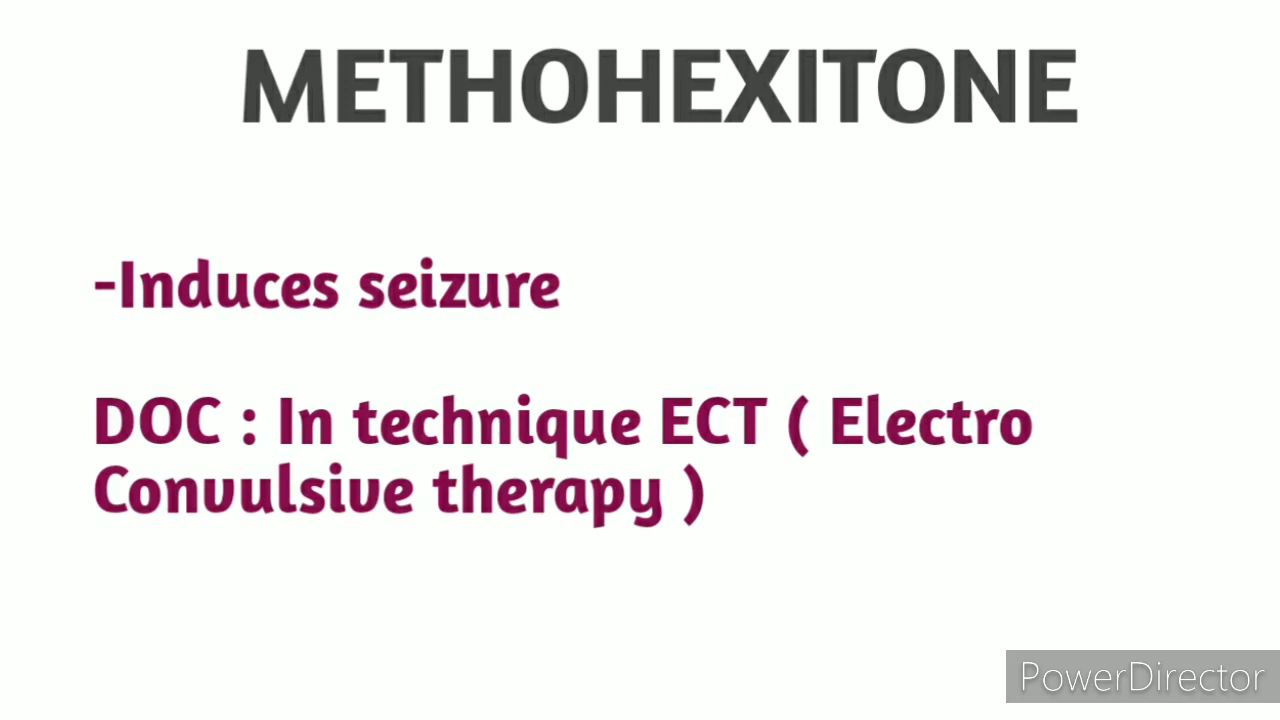 METHOHEXITONE
-Induces seizure
DOC : In technique ECT ( Electro
Convulsive therapy )
PowerDirector